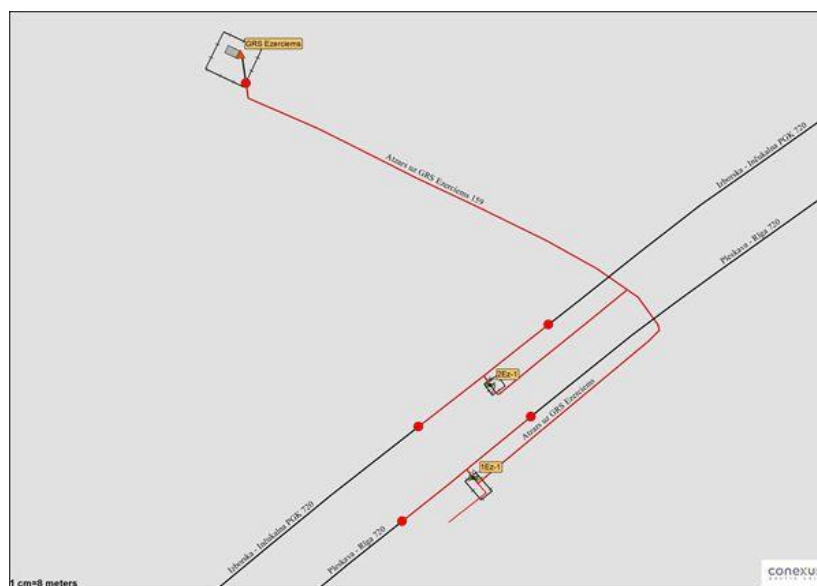 GRS Ezerciems
Izborska - Inčukalna PGK 720
Atzars uz GRS Ezerciems 159
Pleskava - Rīga 720
2Ez-1
Atzars uz GRS Ezerciems
1Ez-1
Izborska - Inčukalna PGK 720
Pleskava - Rīga 720
1 cm=8 meters
conexus